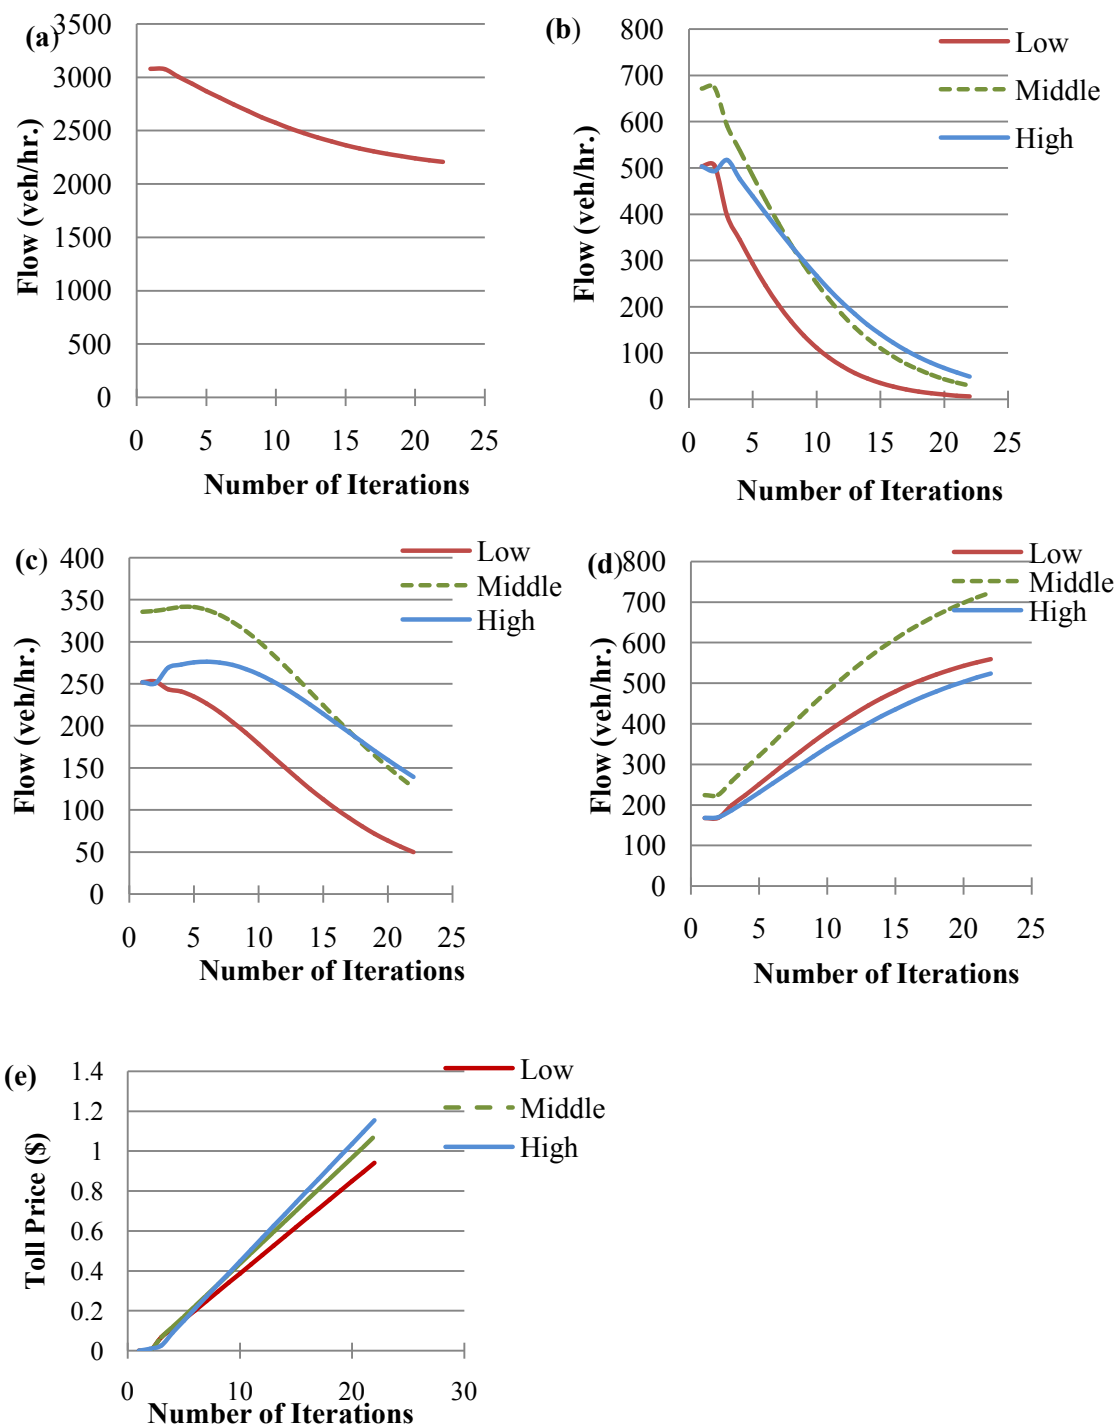 (a)
3500
3000
2500
2000
1500
1000
500
0
Flow (veh/hr.)
0 5 10 15 20 25
Number of Iterations
(b)
800
700
600
500
400
300
200
100
0
Flow (veh/hr.)
0 5 10 15 20 25
Number of Iterations
Low
Middle
High
(c)
400
350
300
250
200
150
100
50
0
Flow (veh/hr.)
0 5 10 15 20 25
Number of Iterations
Low
Middle
High
(d)
800
700
600
500
400
300
200
100
0
Flow (veh/hr.)
0 5 10 15 20 25
Number of Iterations
Low
Middle
High
(e)
1.4
1.2
1
0.8
0.6
0.4
0.2
0
Toll Price ($)
0 10 20 30
Number of Iterations
Low
Middle
High